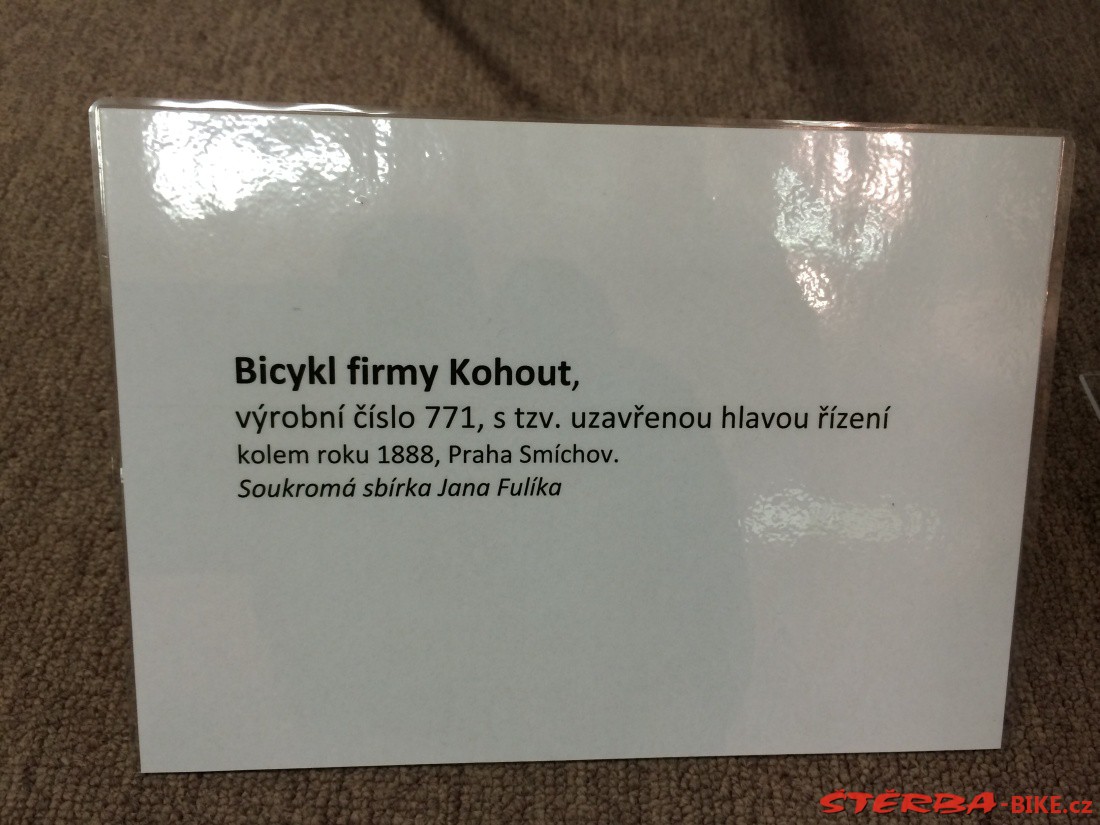 Bicykl firmy Kohout,
výrobní číslo 771, s tzv. uzavřenou hlavou řízení
kolem roku 1888, Praha Smíchov.
Soukromá sbírka Jana Fulíka
ŠTĚRBA-BIKE.cz